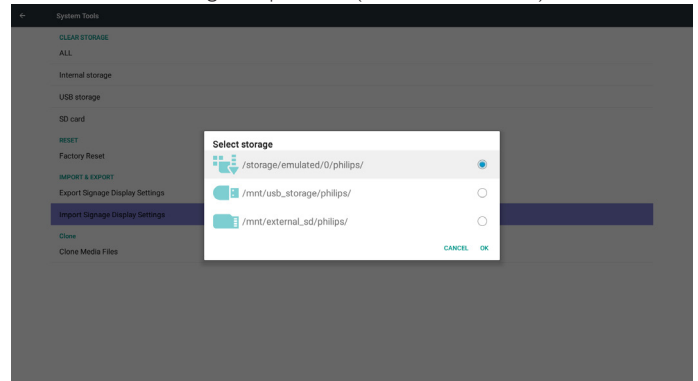 System Tools
CLEAR STORAGE
ALL
Internal storage
USB storage
SD card
RESET
Factory Reset
IMPORT & EXPORT
Export Signage Display Settings
Import Signage Display Settings
Clone
Clone Media Files
Select storage
/storage/emulated/0/philips/
/mnt/usb_storage/philips/
/mnt/external_sd/philips/
CANCEL OK